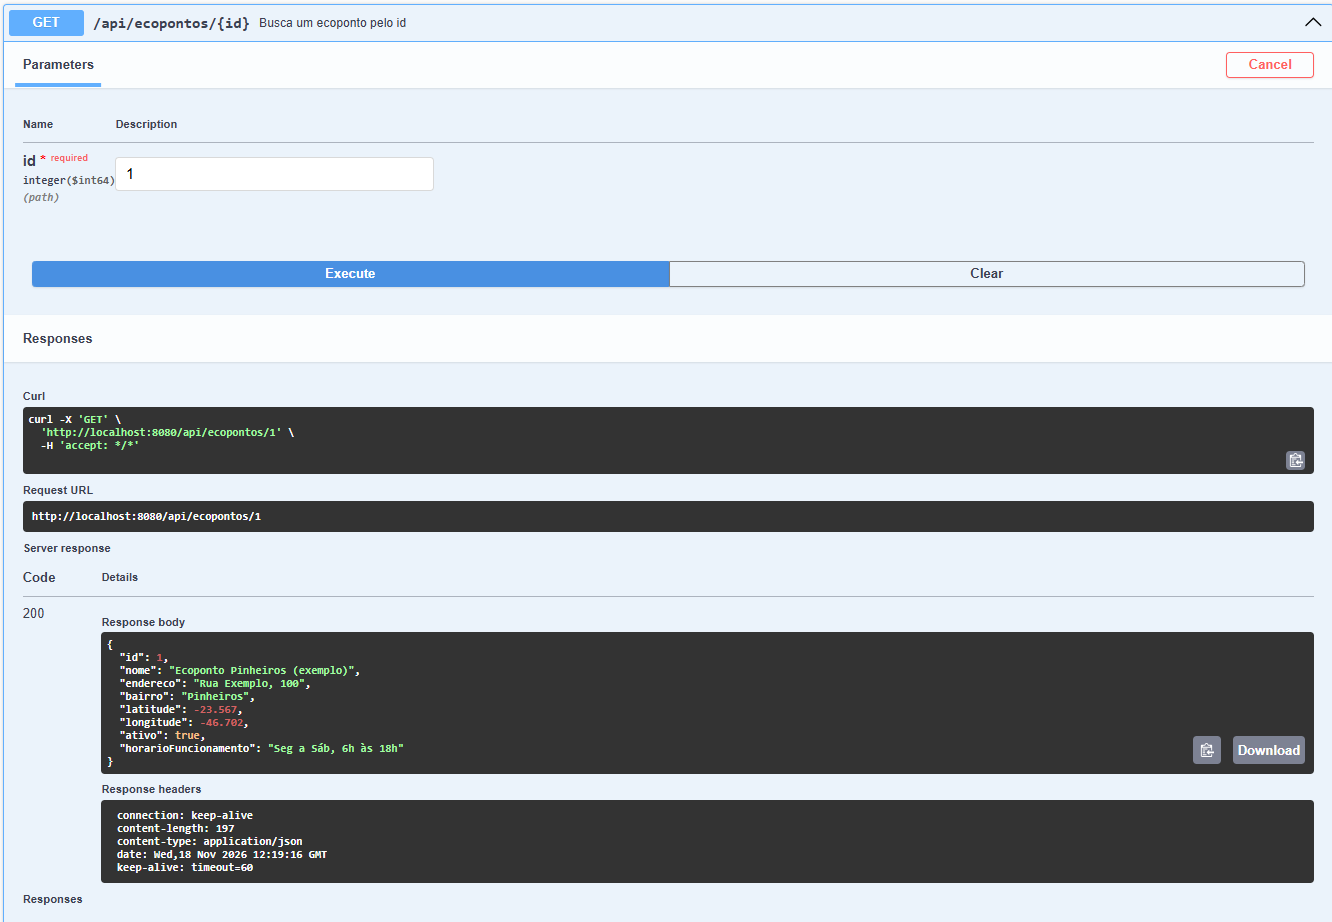 GET /api/ecopontos/{id} Busca um ecoponto pelo id
Parameters Cancel
Name Description
id * required
integer($int64)
(path)
1
Execute Clear
Responses
Curl
curl -X 'GET' \
  'http://localhost:8080/api/ecopontos/1' \
  -H 'accept: */*'
Request URL
http://localhost:8080/api/ecopontos/1
Server response
Code Details
200
Response body
{
  "id": 1,
  "nome": "Ecoponto Pinheiros (exemplo)",
  "endereco": "Rua Exemplo, 100",
  "bairro": "Pinheiros",
  "latitude": -23.567,
  "longitude": -46.702,
  "ativo": true,
  "horarioFuncionamento": "Seg a Sáb, 6h às 18h"
}
Download
Response headers
connection: keep-alive
content-length: 197
content-type: application/json
date: Wed,18 Nov 2026 12:19:16 GMT
keep-alive: timeout=60
Responses